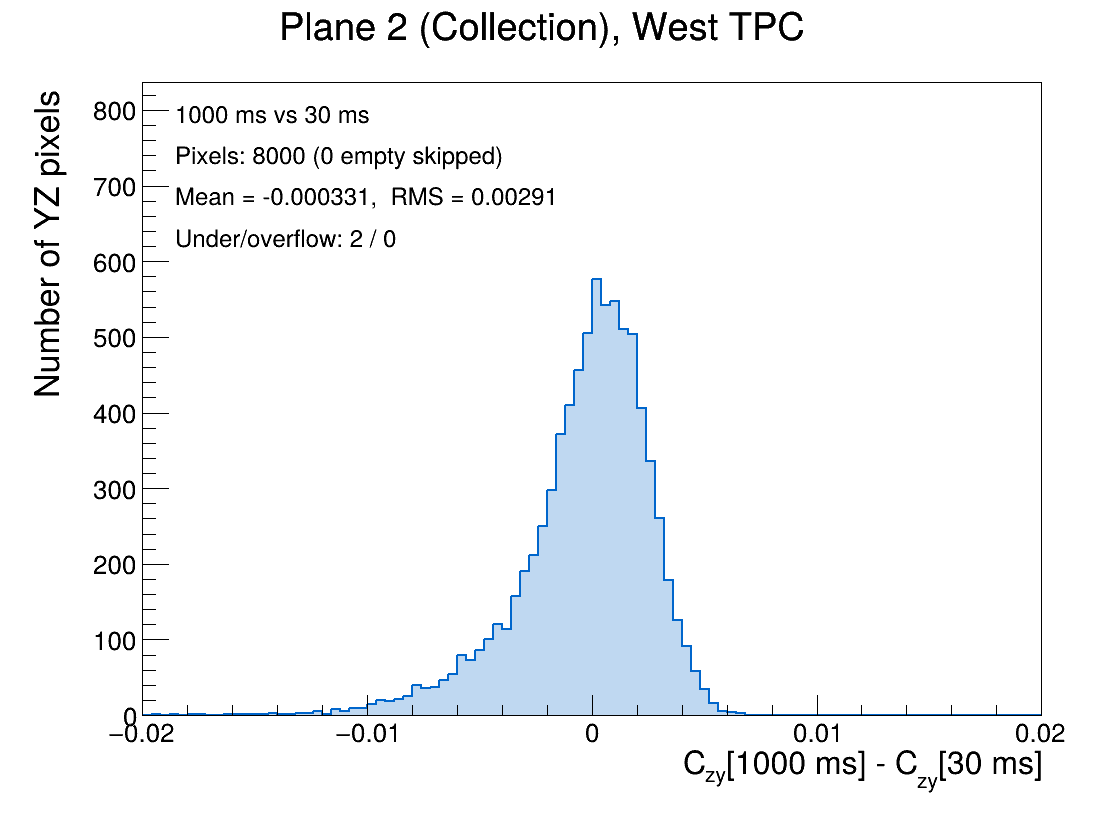 Plane 2 (Collection), West TPC
Number of YZ pixels
1000 ms vs 30 ms
Pixels: 8000 (0 empty skipped)
Mean = -0.000331,  RMS = 0.00291
Under/overflow: 2 / 0
800
700
600
500
400
300
200
100
0
−0.02 −0.01 0 0.01 0.02
Czy[1000 ms] - Czy[30 ms]